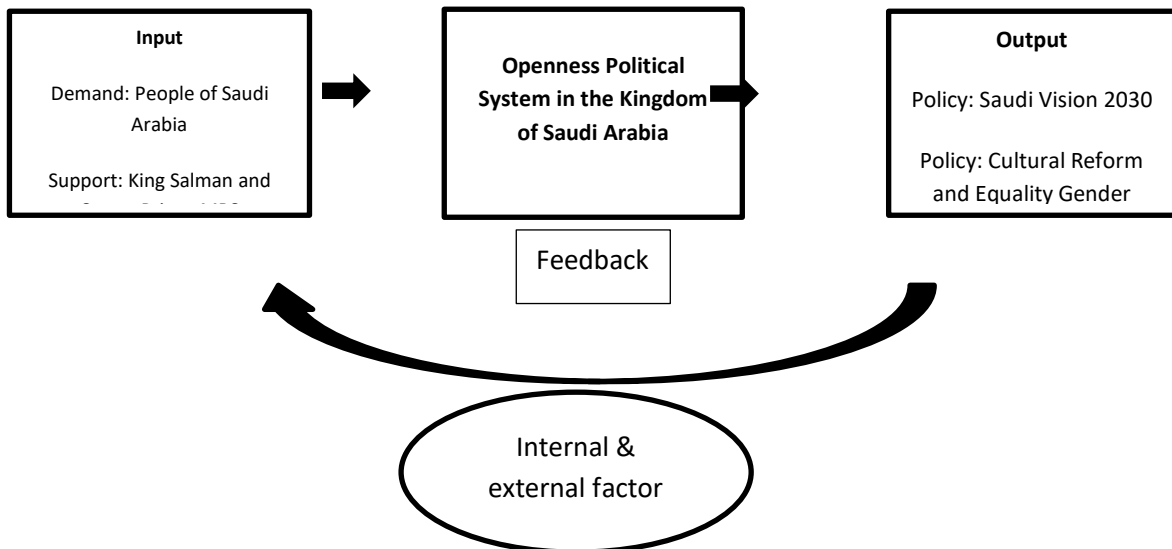 Input
Demand: People of Saudi
Arabia
Support: King Salman and
Openness Political
System in the Kingdom
of Saudi Arabia
Output
Policy: Saudi Vision 2030
Policy: Cultural Reform
and Equality Gender
Feedback
Internal &
external factor